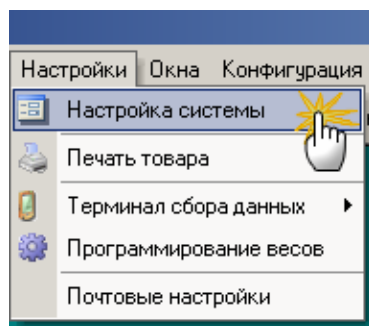 Настройки Окна Конфигурация
Настройка системы
Печать товара
Терминал сбора данных
Программирование весов
Почтовые настройки